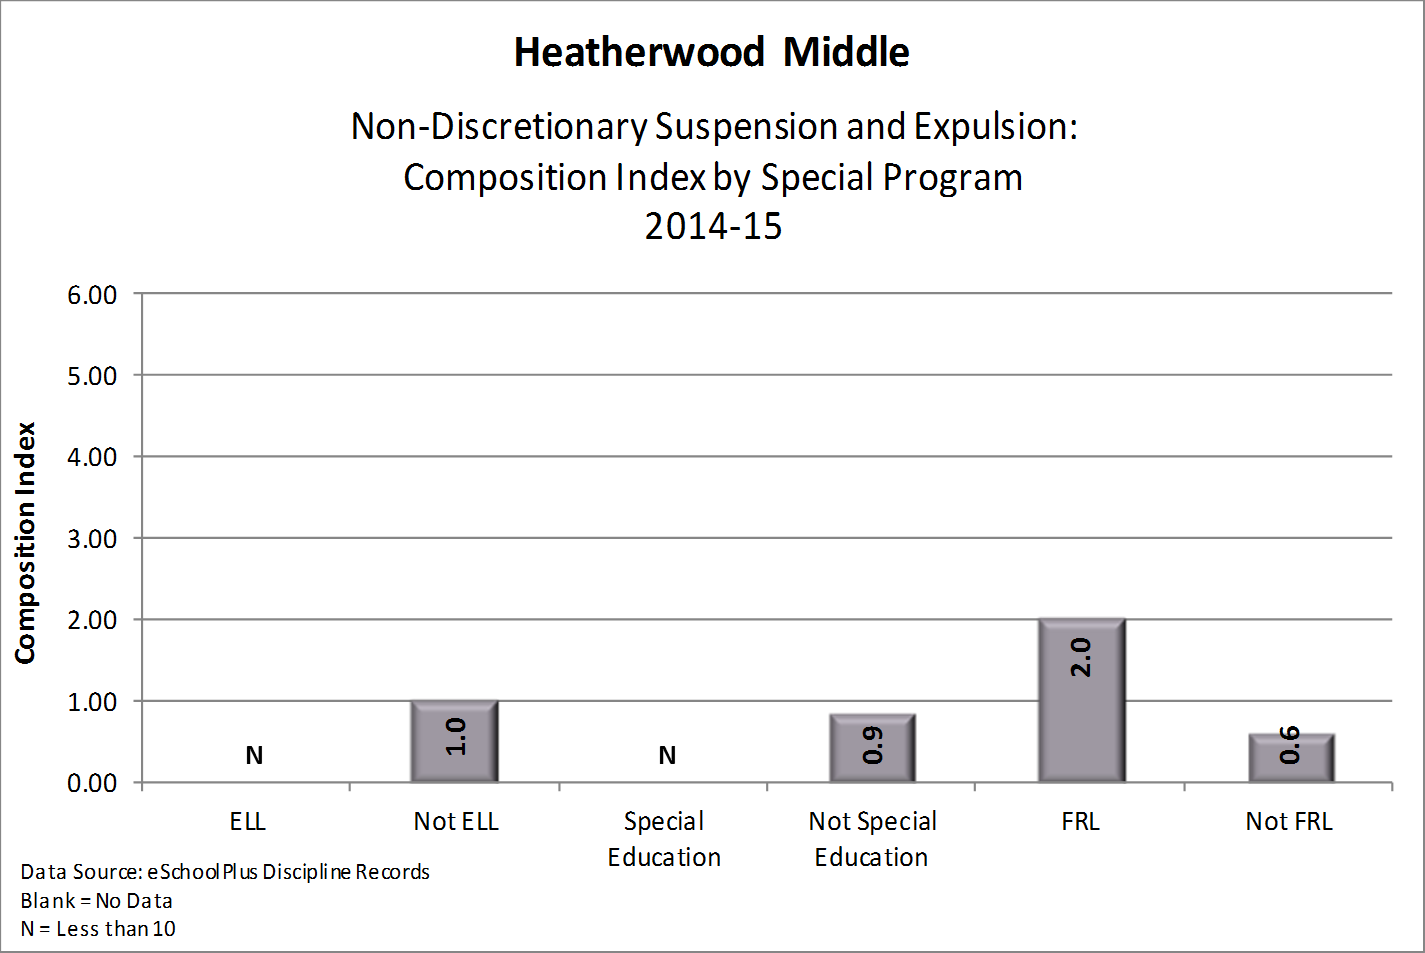 Heatherwood Middle
Non-Discretionary Suspension and Expulsion:
Composition Index by Special Program
2014-15
Composition Index
6.00
5.00
4.00
3.00
2.00
1.00
0.00
N
1.0
N
0.9
2.0
0.6
ELL
Not ELL
Special
Education
Not Special
Education
FRL
Not FRL
Data Source: eSchoolPlus Discipline Records
Blank = No Data
N = Less than 10